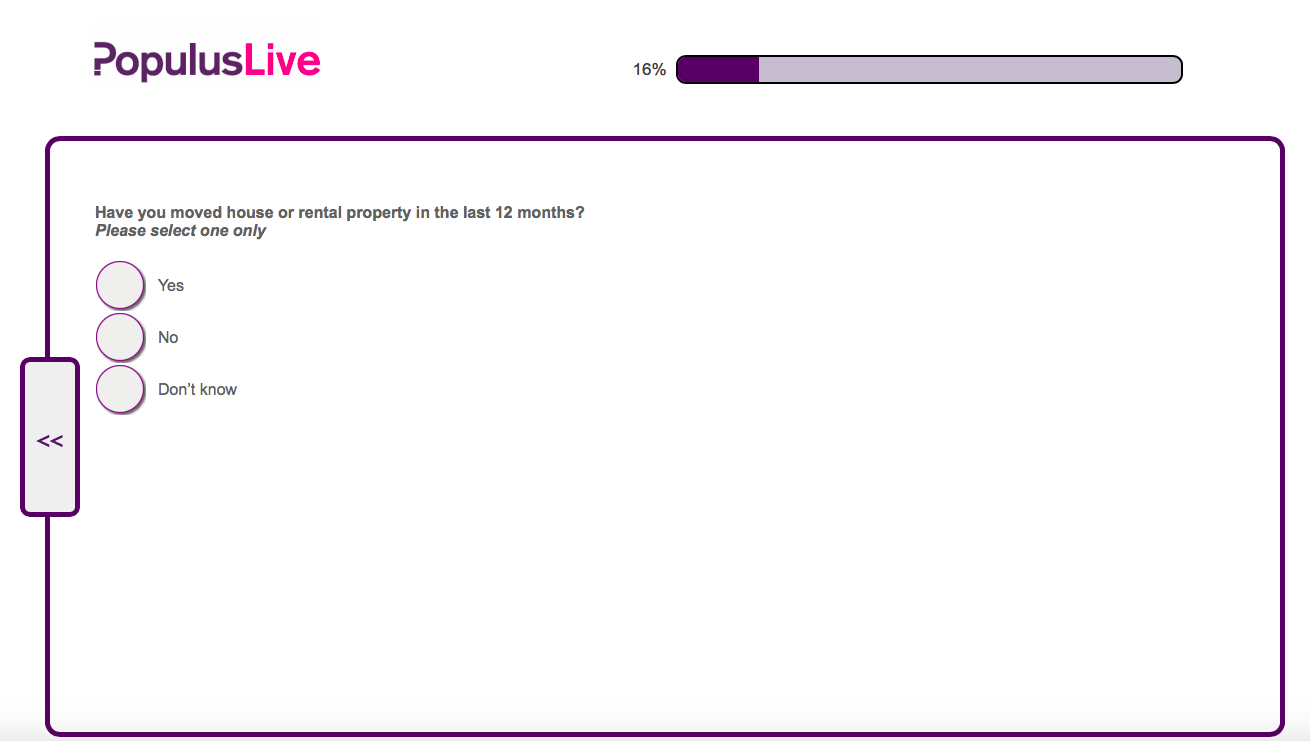 PopulusLive
16%
Have you moved house or rental property in the last 12 months?
Please select one only
Yes
No
Don’t know
<<